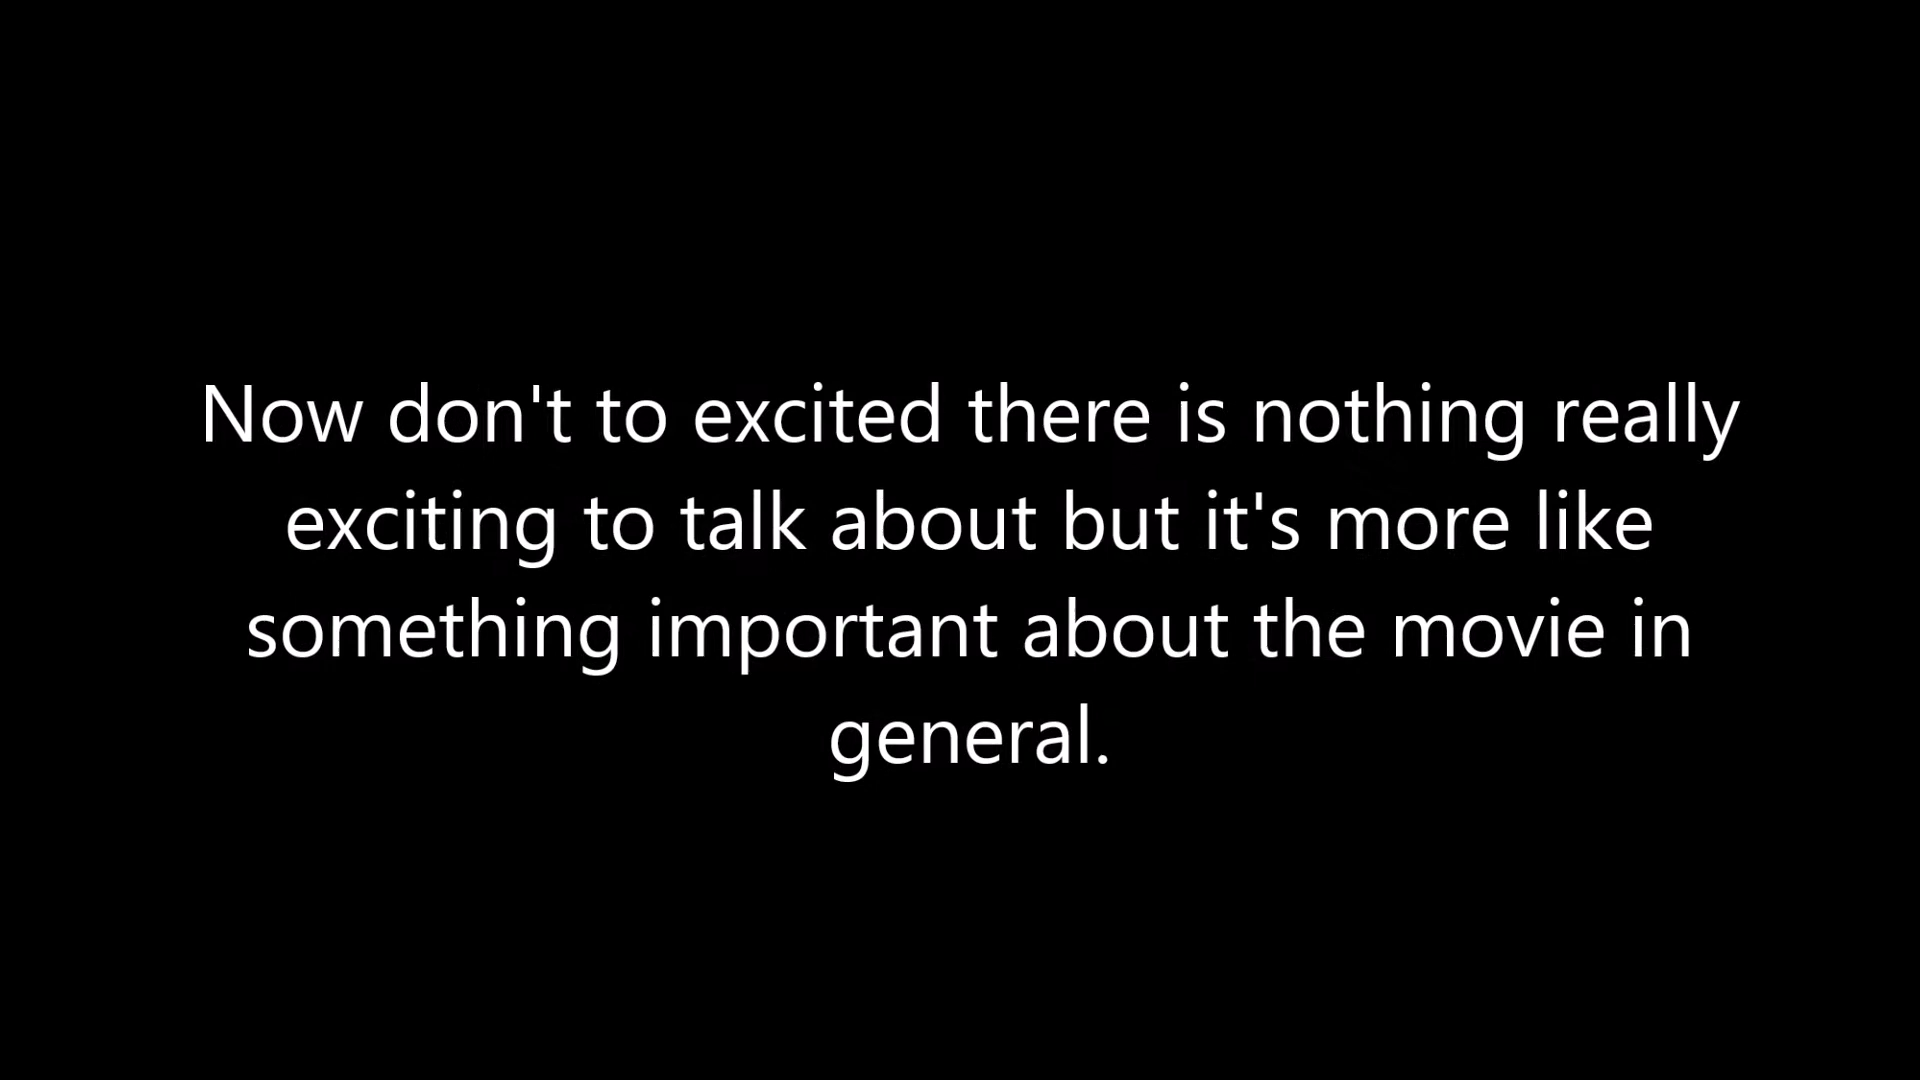 Now don't to excited there is nothing really
exciting to talk about but it's more like
something important about the movie in
general.